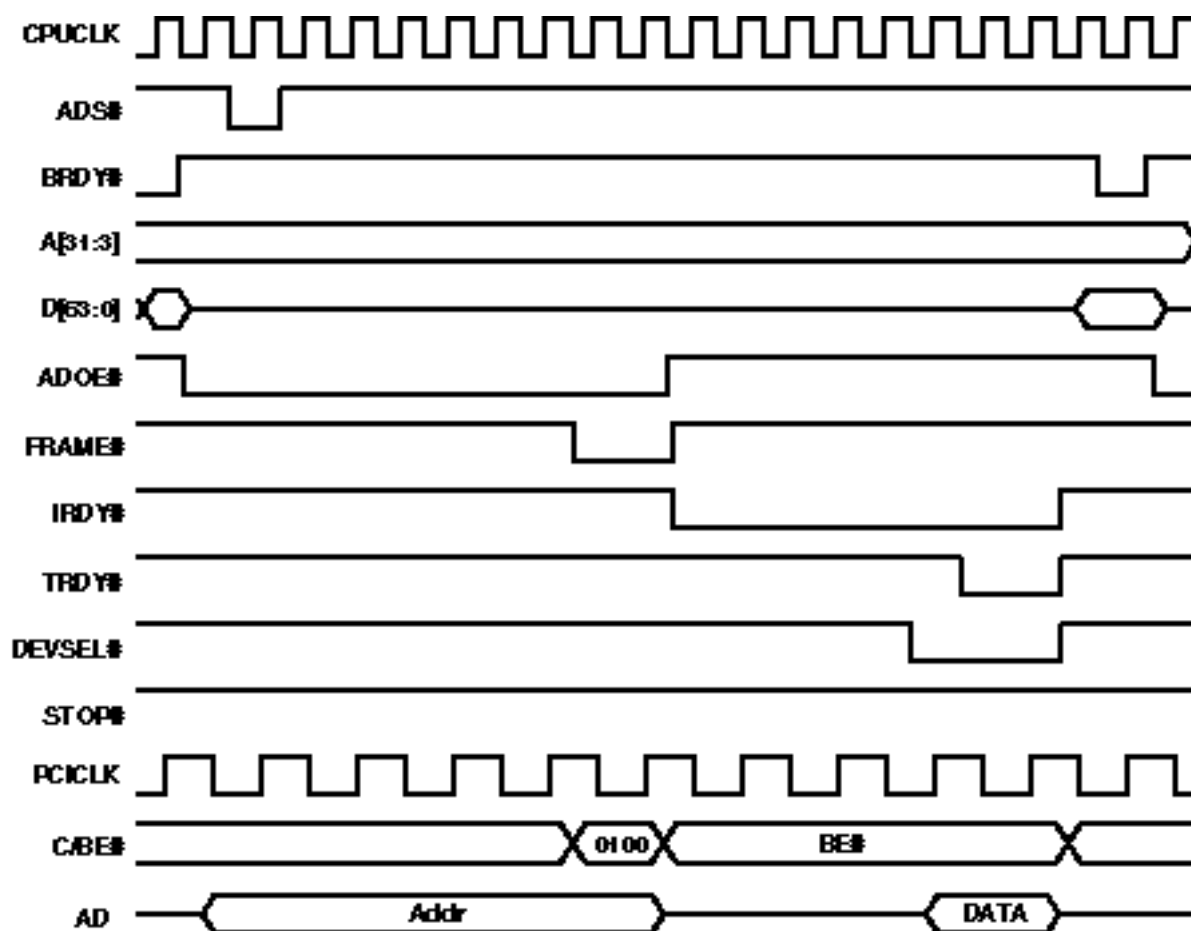 CPUCLK
ADS#
BRDY#
A[31:3]
D[63:0]
ADOE#
FRAME#
IRDY#
TRDY#
DEVSEL#
STOP#
PCICLK
C/BE# 0100 BE#
AD Addr DATA